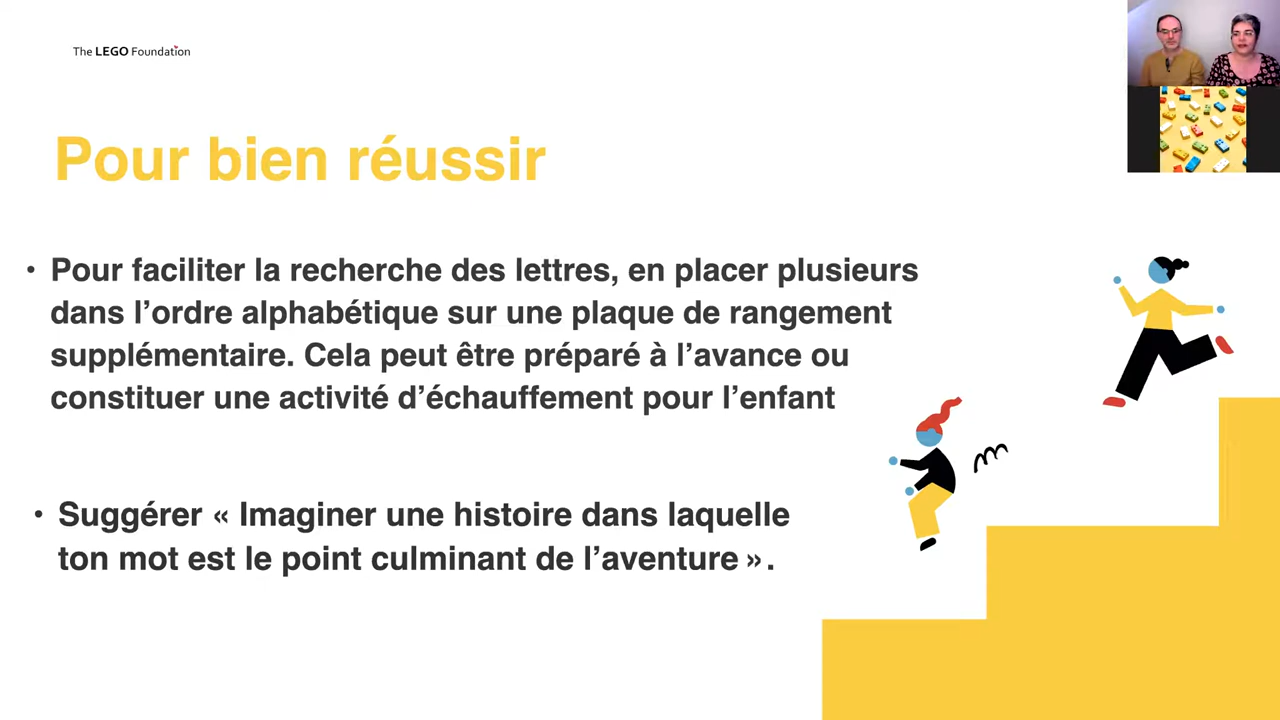 The LEGO Foundation
Pour bien réussir
• Pour faciliter la recherche des lettres, en placer plusieurs
dans l’ordre alphabétique sur une plaque de rangement
supplémentaire. Cela peut être préparé à l’avance ou
constituer une activité d’échauffement pour l’enfant
• Suggérer « Imaginer une histoire dans laquelle
ton mot est le point culminant de l’aventure ».